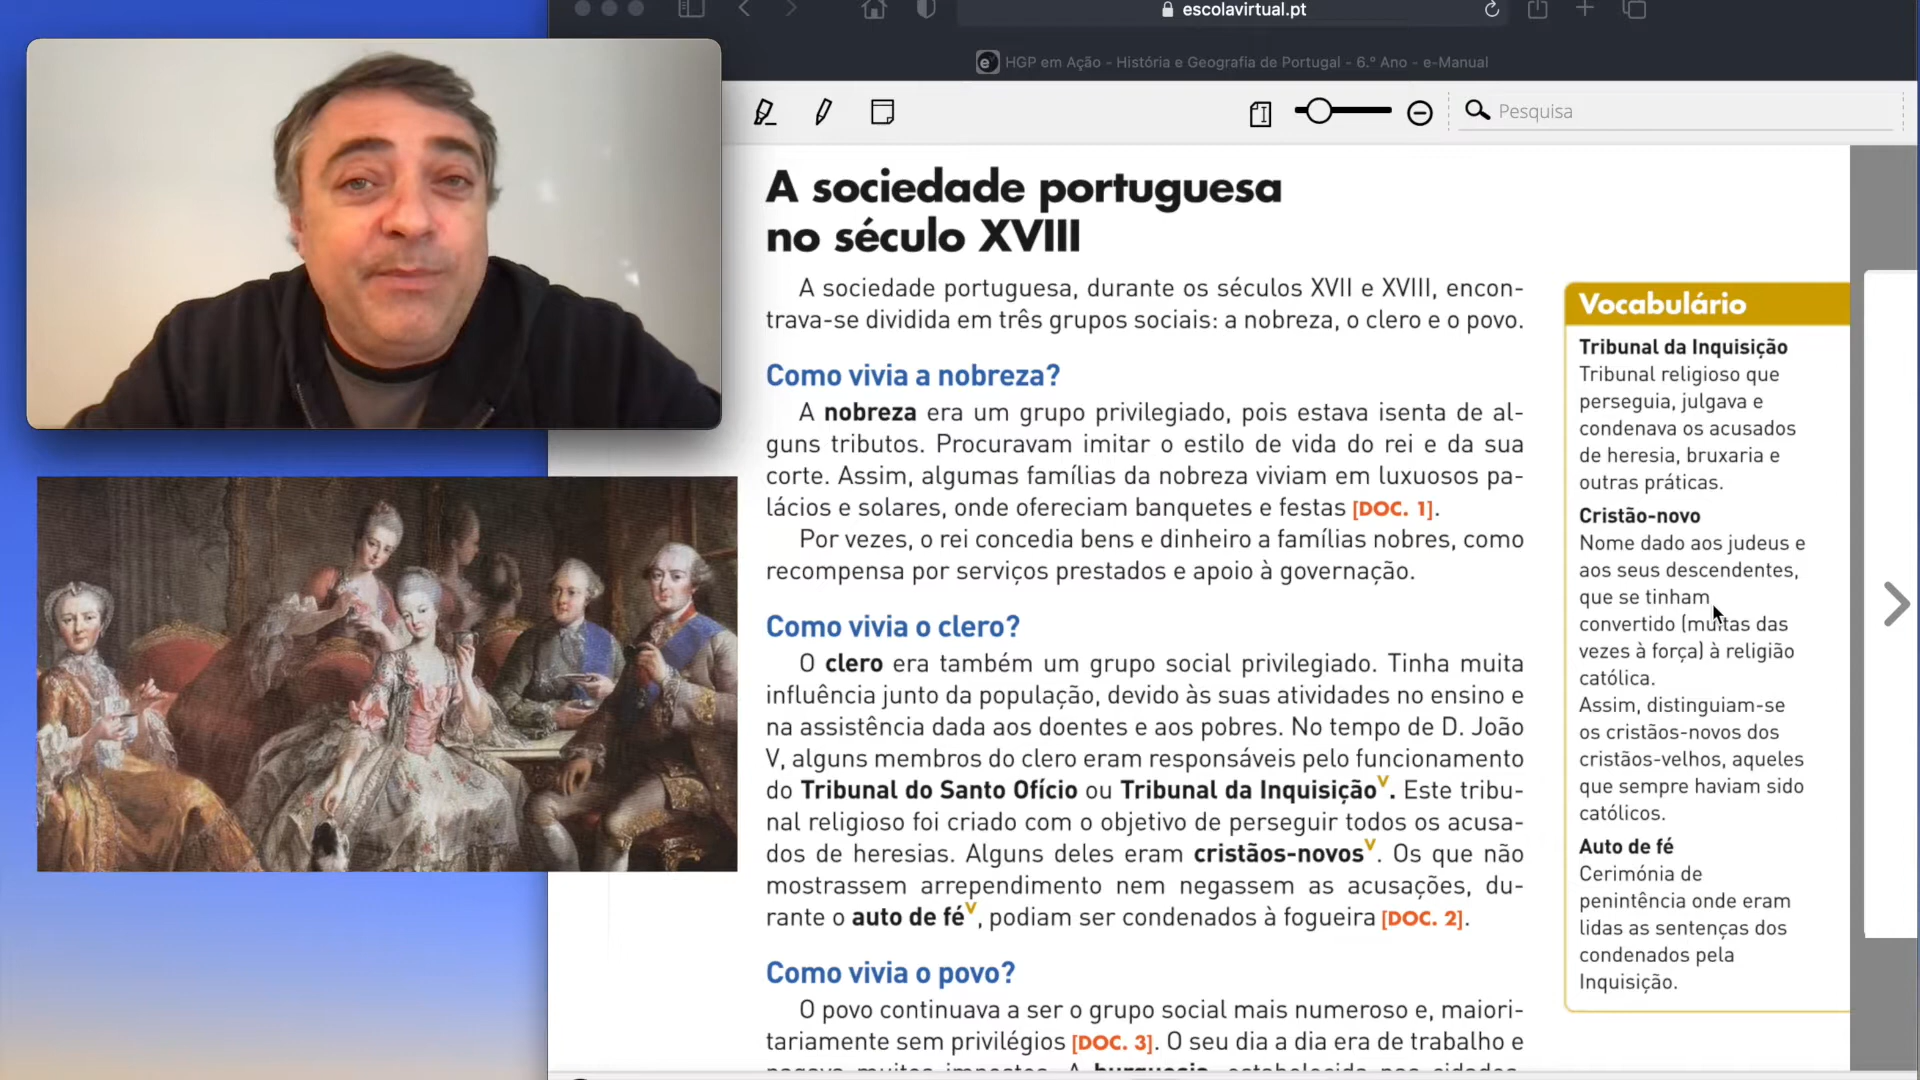 escolavirtual.pt
HGP em Ação - História e Geografia de Portugal - 6.º Ano - e-Manual
Pesquisa
A sociedade portuguesa
no século XVIII
A sociedade portuguesa, durante os séculos XVII e XVIII, encon-
trava-se dividida em três grupos sociais: a nobreza, o clero e o povo.
Como vivia a nobreza?
A nobreza era um grupo privilegiado, pois estava isenta de al-
guns tributos. Procuravam imitar o estilo de vida do rei e da sua
corte. Assim, algumas famílias da nobreza viviam em luxuosos pa-
lácios e solares, onde ofereciam banquetes e festas [DOC. 1].
Por vezes, o rei concedia bens e dinheiro a famílias nobres, como
recompensa por serviços prestados e apoio à governação.
Como vivia o clero?
O clero era também um grupo social privilegiado. Tinha muita
influência junto da população, devido às suas atividades no ensino e
na assistência dada aos doentes e aos pobres. No tempo de D. João
V, alguns membros do clero eram responsáveis pelo funcionamento
do Tribunal do Santo Ofício ou Tribunal da Inquisiçãoⱽ. Este tribu-
nal religioso foi criado com o objetivo de perseguir todos os acusa-
dos de heresias. Alguns deles eram cristãos-novosⱽ. Os que não
mostrassem arrependimento nem negassem as acusações, du-
rante o auto de féⱽ, podiam ser condenados à fogueira [DOC. 2].
Como vivia o povo?
O povo continuava a ser o grupo social mais numeroso e, maiori-
tariamente sem privilégios [DOC. 3]. O seu dia a dia era de trabalho e
Vocabulário
Tribunal da Inquisição
Tribunal religioso que
perseguia, julgava e
condenava os acusados
de heresia, bruxaria e
outras práticas.
Cristão-novo
Nome dado aos judeus e
aos seus descendentes,
que se tinham
convertido (muitas das
vezes à força) à religião
católica.
Assim, distinguiam-se
os cristãos-novos dos
cristãos-velhos, aqueles
que sempre haviam sido
católicos.
Auto de fé
Cerimónia de
penintência onde eram
lidas as sentenças dos
condenados pela
Inquisição.